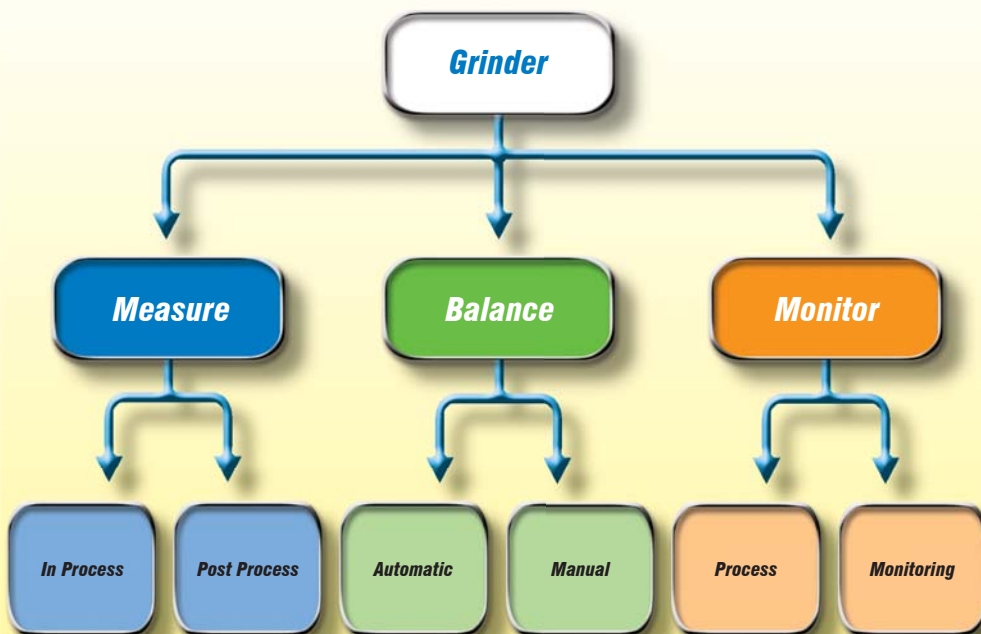 Grinder
Measure
Balance
Monitor
In Process
Post Process
Automatic
Manual
Process
Monitoring